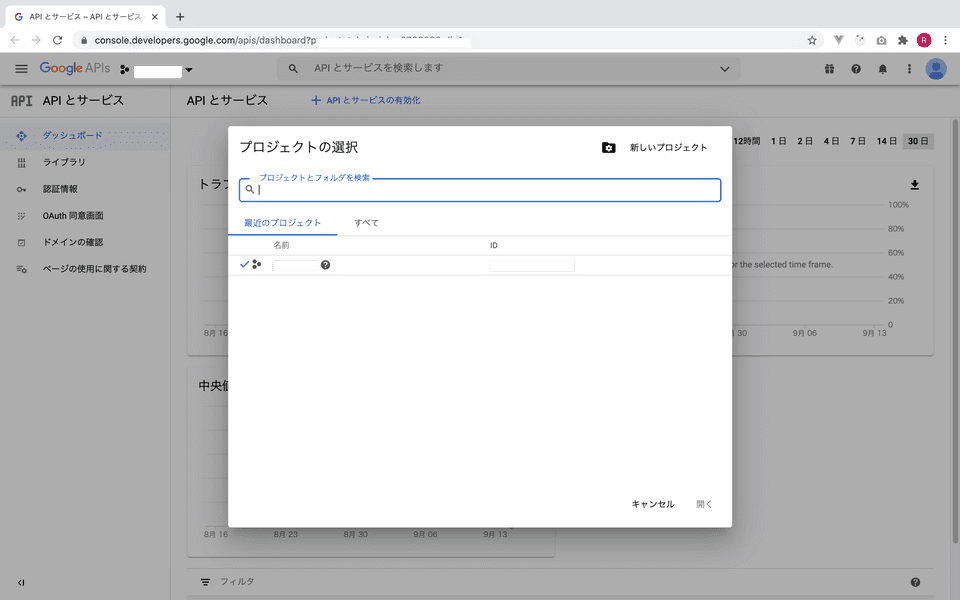 API とサービス – API とサービス
console.developers.google.com/apis/dashboard?p
R
Google APIs
API とサービスを検索します
API API とサービス
API とサービス
API とサービスの有効化
ダッシュボード
ライブラリ
認証情報
OAuth 同意画面
ドメインの確認
ページの使用に関する契約
12時間 1 日 2 日 4 日 7 日 14 日 30 日
トラフ
100%
80%
60%
or the selected time frame.
40%
20%
0
8月 16
30
9月 06
9月 13
プロジェクトの選択
新しいプロジェクト
プロジェクトとフォルダを検索
最近のプロジェクト
すべて
名前
ID
キャンセル
開く
中央値
8月 16
8月 23
8月 30
9月 06
9月 13
フィルタ